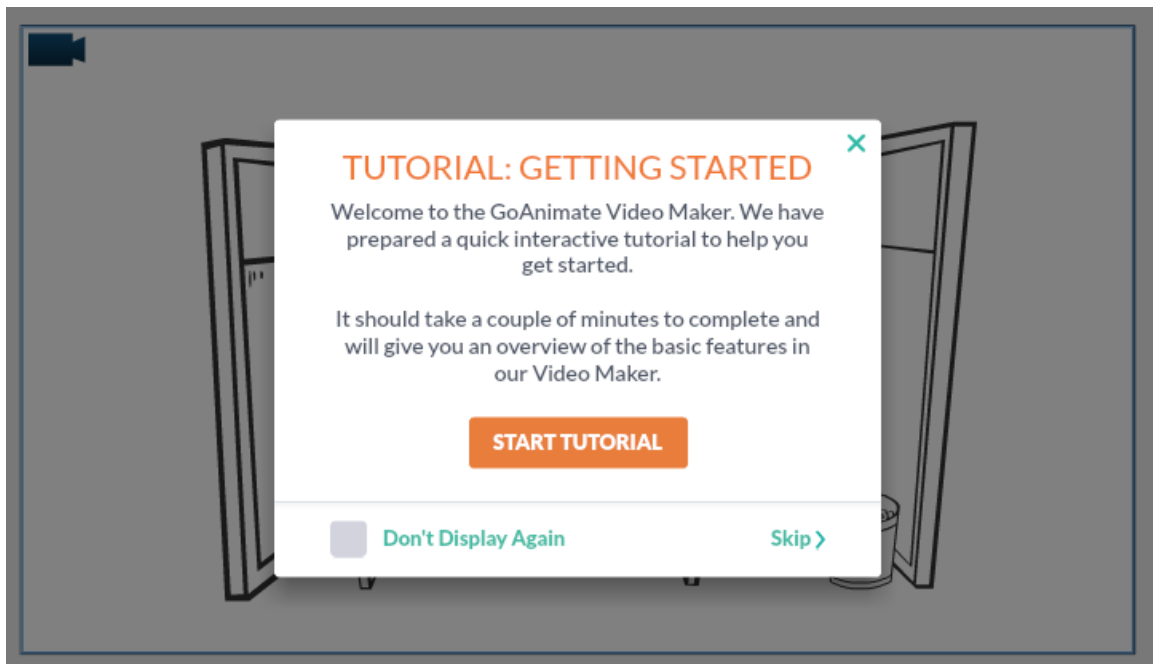 TUTORIAL: GETTING STARTED
Welcome to the GoAnimate Video Maker. We have
prepared a quick interactive tutorial to help you
get started.
It should take a couple of minutes to complete and
will give you an overview of the basic features in
our Video Maker.
START TUTORIAL
Don't Display Again
Skip